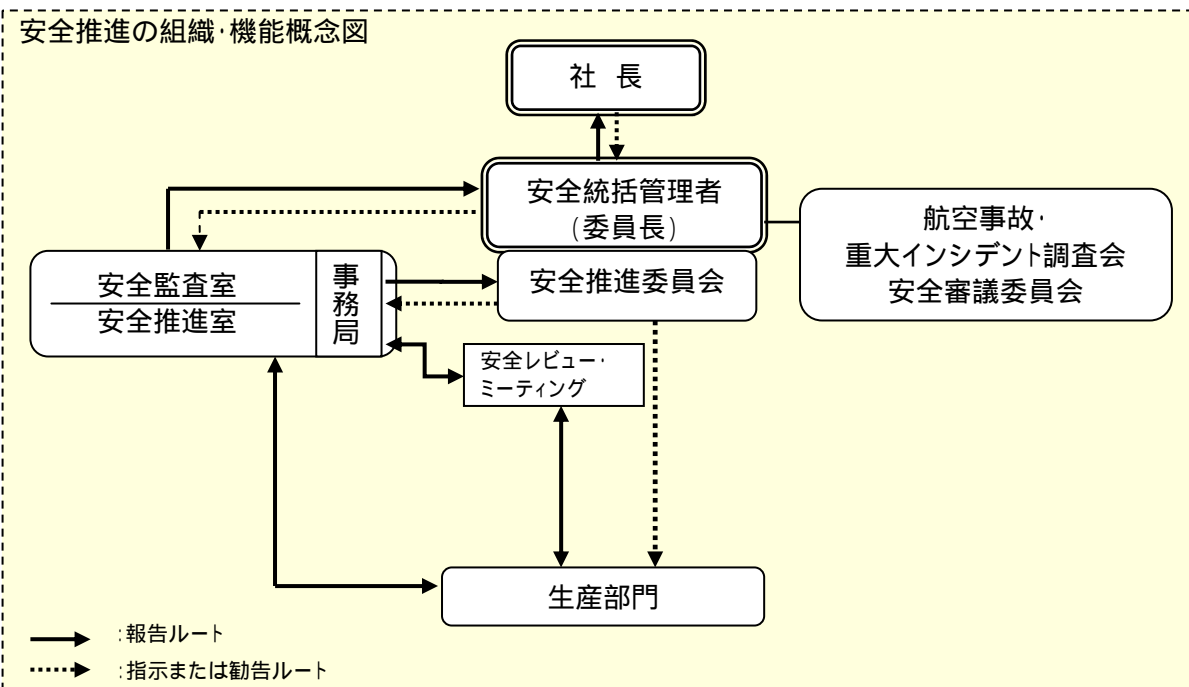 安全推進の組織･機能概念図
社 長
安全統括管理者
(委員長)
航空事故･
重大インシデント調査会
安全審議委員会
安全監査室
安全推進室
事務局
安全推進委員会
安全レビュー･
ミーティング
生産部門
:報告ルート
:指示または勧告ルート